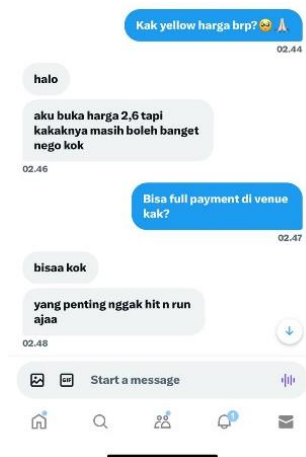 Kak yellow harga brp?🥺🙏🏻
02.44
halo
aku buka harga 2,6 tapi
kakaknya masih boleh banget
nego kok
02.46
Bisa full payment di venue
kak?
02.47
bisaa kok
yang penting nggak hit n run
ajaa
02.48
GIF
Start a message